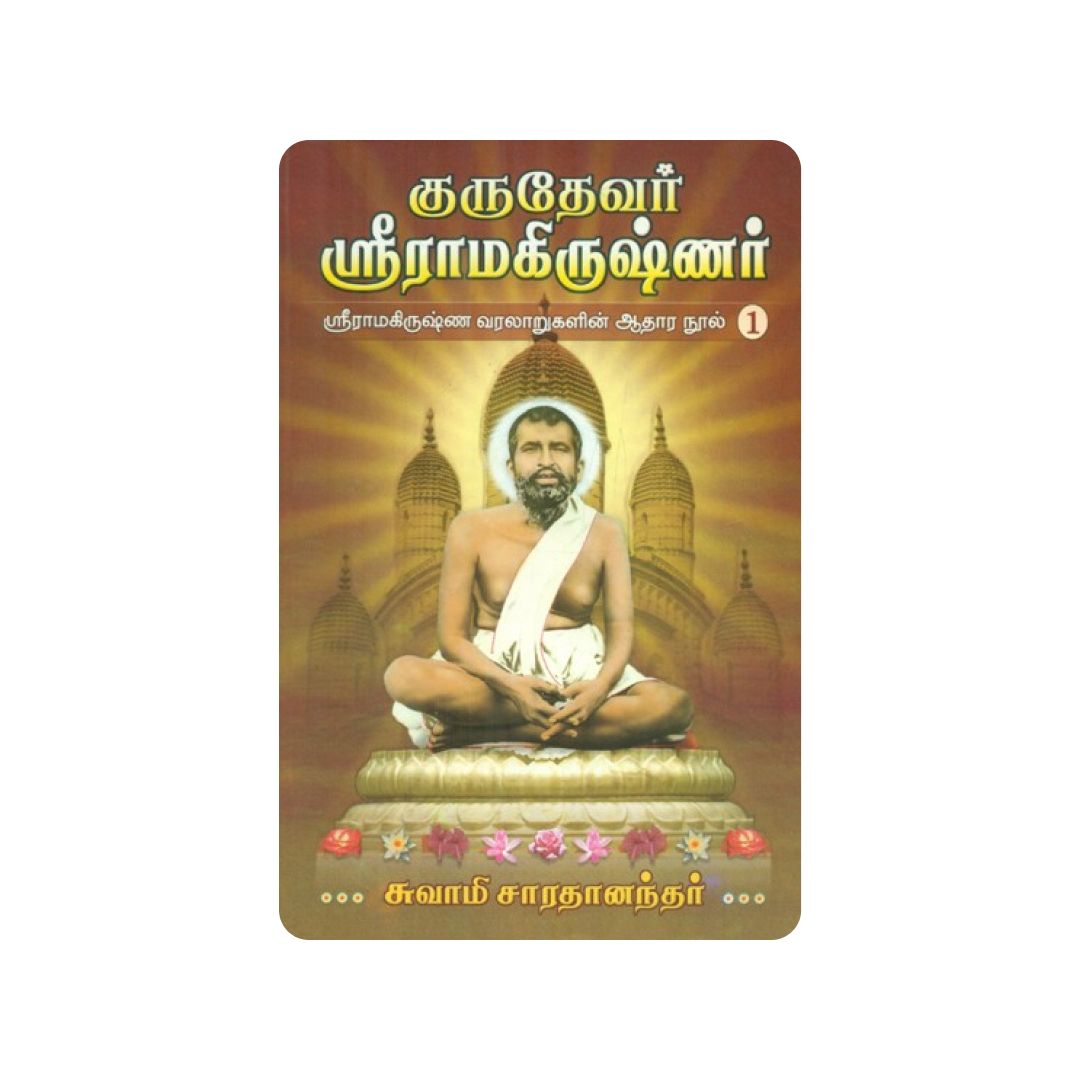 குருதேவர்
ஸ்ரீராமகிருஷ்ணர்
ஸ்ரீராமகிருஷ்ண வரலாறுகளின் ஆதார நூல் 1
சுவாமி சாரதானந்தர்